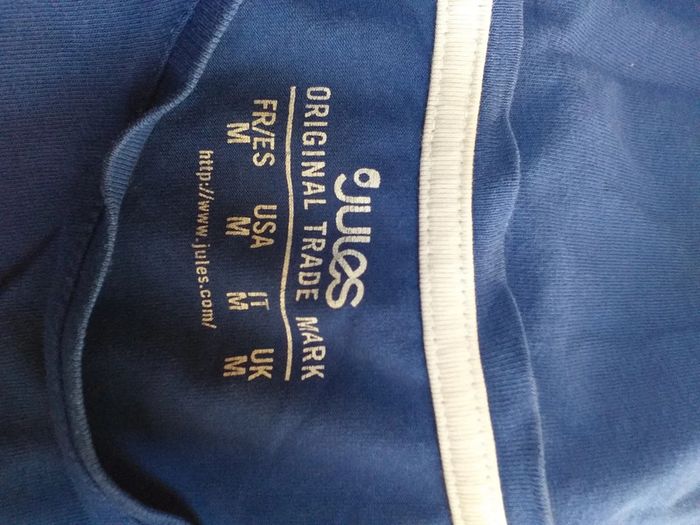 JULES
ORIGINAL TRADE MARK
FR/ES USA IT UK
M M M M
http://www.jules.com/